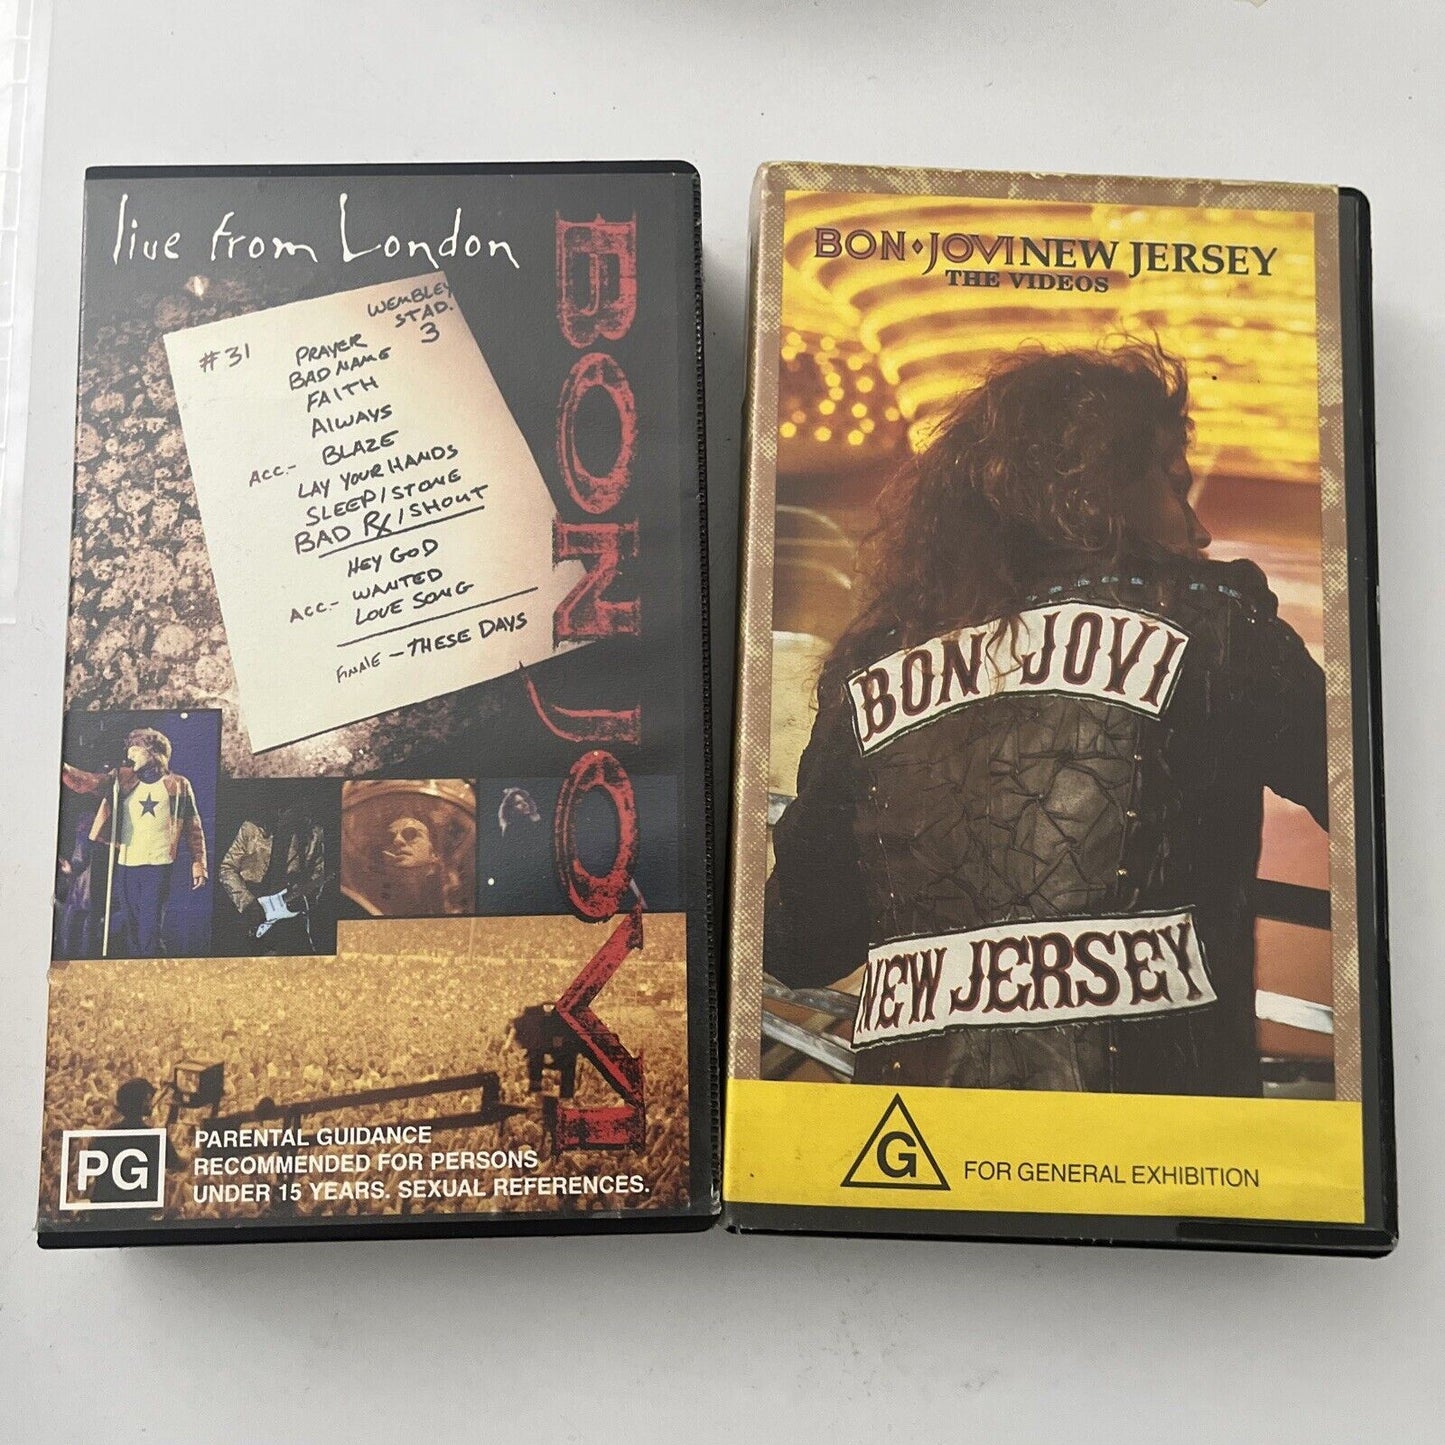 live from London
WEMBLEY
STAD.
3
#31
PRAYER
BAD NAME
FAITH
ALWAYS
ACC.- BLAZE
LAY YOUR HANDS
SLEEP/STONE
BAD RX/SHOUT
HEY GOD
ACC.- WANTED
LOVE SONG
FINALE - THESE DAYS
BON JOVI
PG
PARENTAL GUIDANCE
RECOMMENDED FOR PERSONS
UNDER 15 YEARS. SEXUAL REFERENCES.
BON JOVI NEW JERSEY
THE VIDEOS
BON JOVI
NEW JERSEY
G
FOR GENERAL EXHIBITION